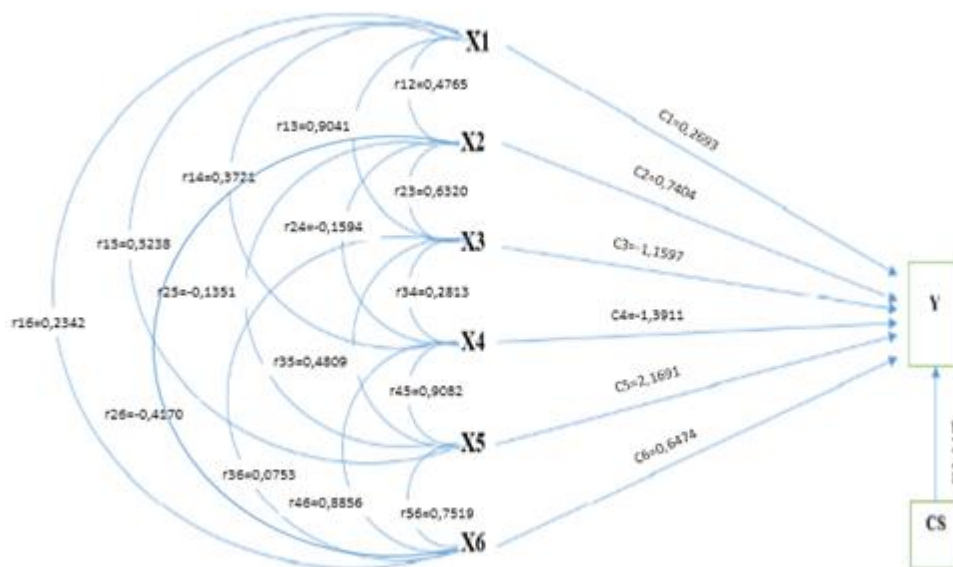 X1
r12=0,4765
C1=0,2693
r13=0,9041
X2
C2=0,7404
r14=0,3721
r23=0,6320
r24=-0,1594
r15=0,5238
X3
C3=-1,1597
r25=-0,1351
r34=0,2813
r16=0,2342
C4=-1,3911
Y
X4
r35=0,4809
r45=0,9082
C5=2,1691
r26=-0,4170
X5
C6=0,6474
r36=0,0753
r46=0,8856
r56=0,7519
CS
X6